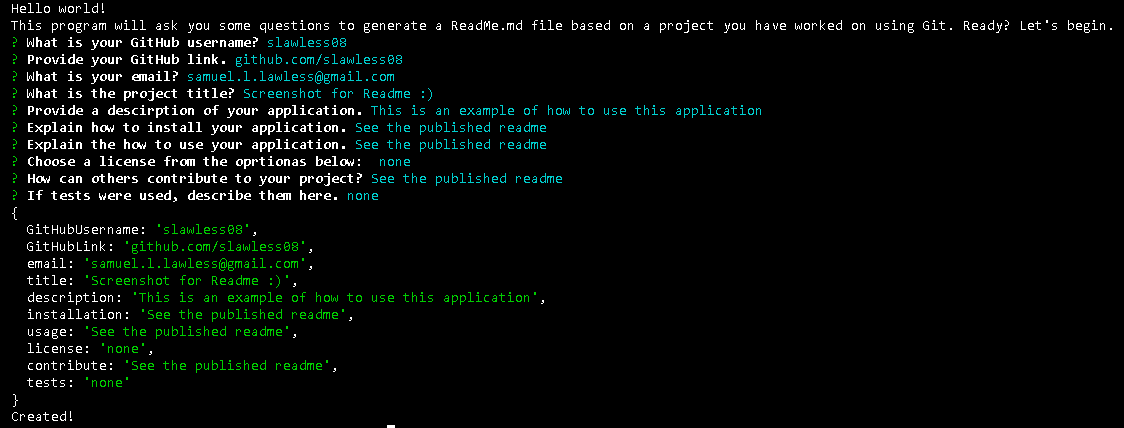 Hello world!
This program will ask you some questions to generate a ReadMe.md file based on a project you have worked on using Git. Ready? Let's begin.
? What is your GitHub username? slawless08
? Provide your GitHub link. github.com/slawless08
? What is your email? samuel.l.lawless@gmail.com
? What is the project title? Screenshot for Readme :)
? Provide a descirption of your application. This is an example of how to use this application
? Explain how to install your application. See the published readme
? Explain the how to use your application. See the published readme
? Choose a license from the oprtionas below:  none
? How can others contribute to your project? See the published readme
? If tests were used, describe them here. none
{
  GitHubUsername: 'slawless08',
  GitHubLink: 'github.com/slawless08',
  email: 'samuel.l.lawless@gmail.com',
  title: 'Screenshot for Readme :)',
  description: 'This is an example of how to use this application',
  installation: 'See the published readme',
  usage: 'See the published readme',
  license: 'none',
  contribute: 'See the published readme',
  tests: 'none'
}
Created!